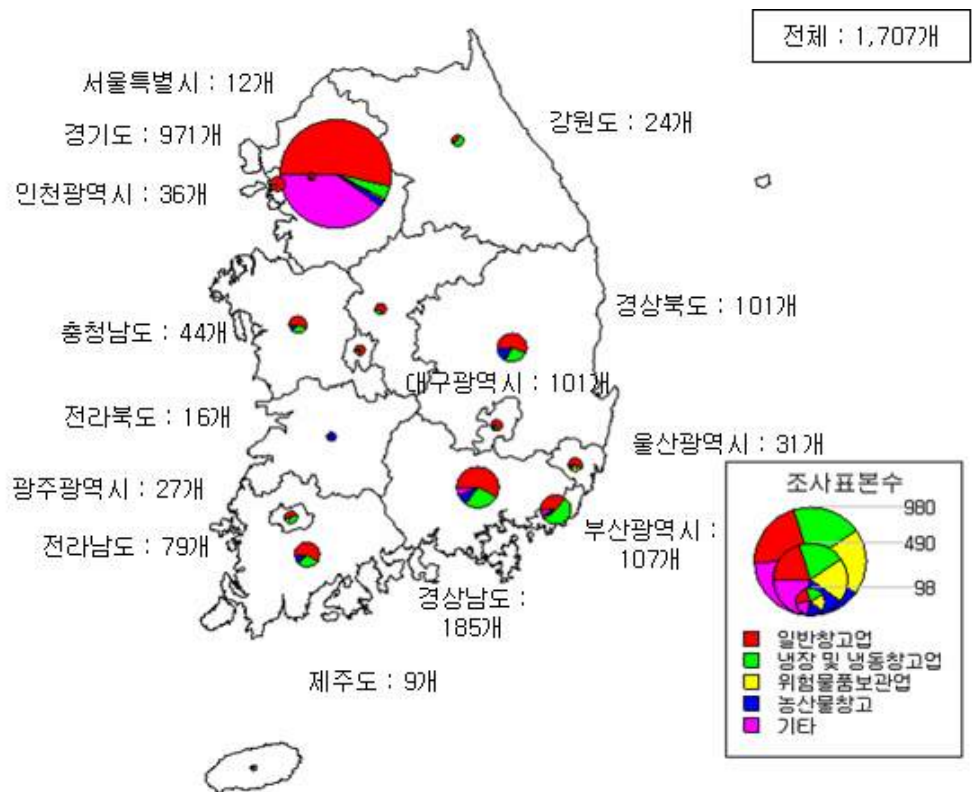 전체 : 1,707개
서울특별시 : 12개
경기도 : 971개
강원도 : 24개
인천광역시 : 36개
경상북도 : 101개
충청남도 : 44개
대구광역시 : 101개
전라북도 : 16개
울산광역시 : 31개
광주광역시 : 27개
전라남도 : 79개
부산광역시 :
107개
경상남도 :
185개
제주도 : 9개
조사표본수
980
490
98
일반창고업
냉장 및 냉동창고업
위험물품보관업
농산물창고
기타